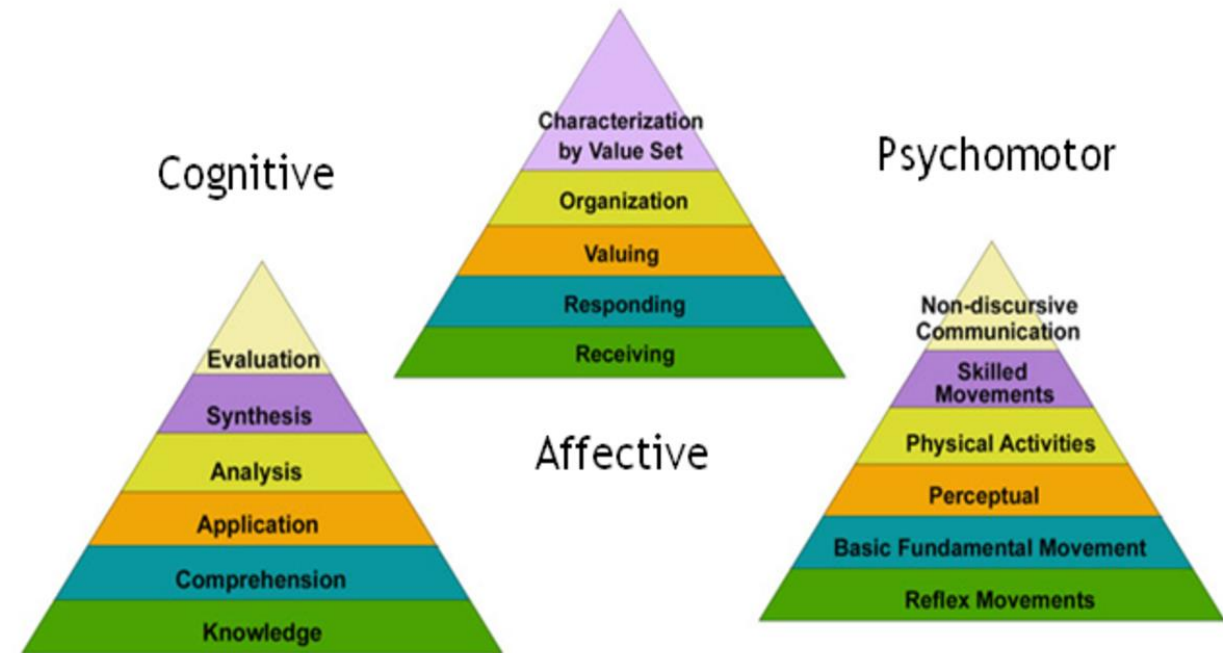 Cognitive
Evaluation
Synthesis
Analysis
Application
Comprehension
Knowledge
Characterization
by Value Set
Organization
Valuing
Responding
Receiving
Affective
Psychomotor
Non-discursive
Communication
Skilled
Movements
Physical Activities
Perceptual
Basic Fundamental Movement
Reflex Movements